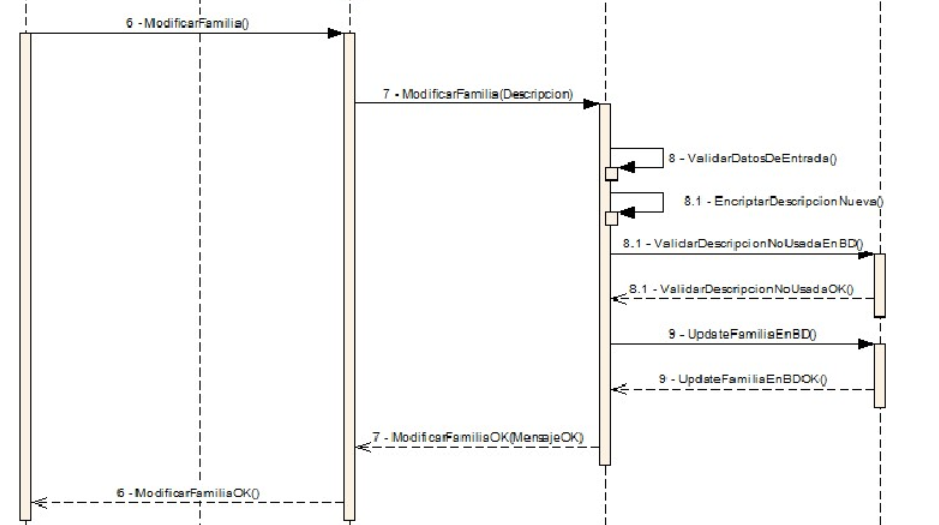 6 - ModificarFamilia()
7 - ModificarFamilia(Descripcion)
8 - ValidarDatosDeEntrada()
8.1 - EncriptarDescripcionNueva()
8.1 - ValidarDescripcionNoUsadaEnBD()
8.1 - ValidarDescripcionNoUsadaOK()
9 - UpdateFamiliaEnBD()
9 - UpdateFamiliaEnBDOK()
7 - ModificarFamiliaOK(MensajeOK)
6 - ModificarFamiliaOK()